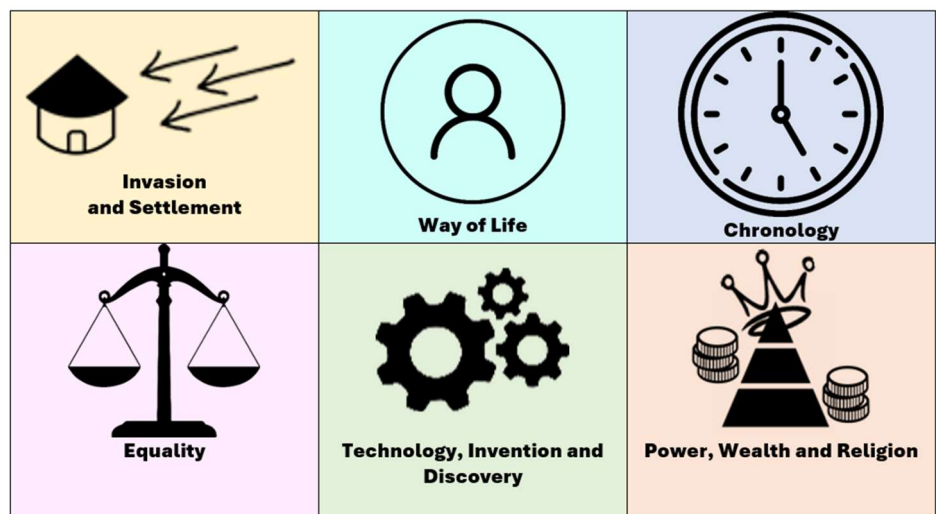 Invasion
and Settlement
Way of Life
Chronology
Equality
Technology, Invention and
Discovery
Power, Wealth and Religion